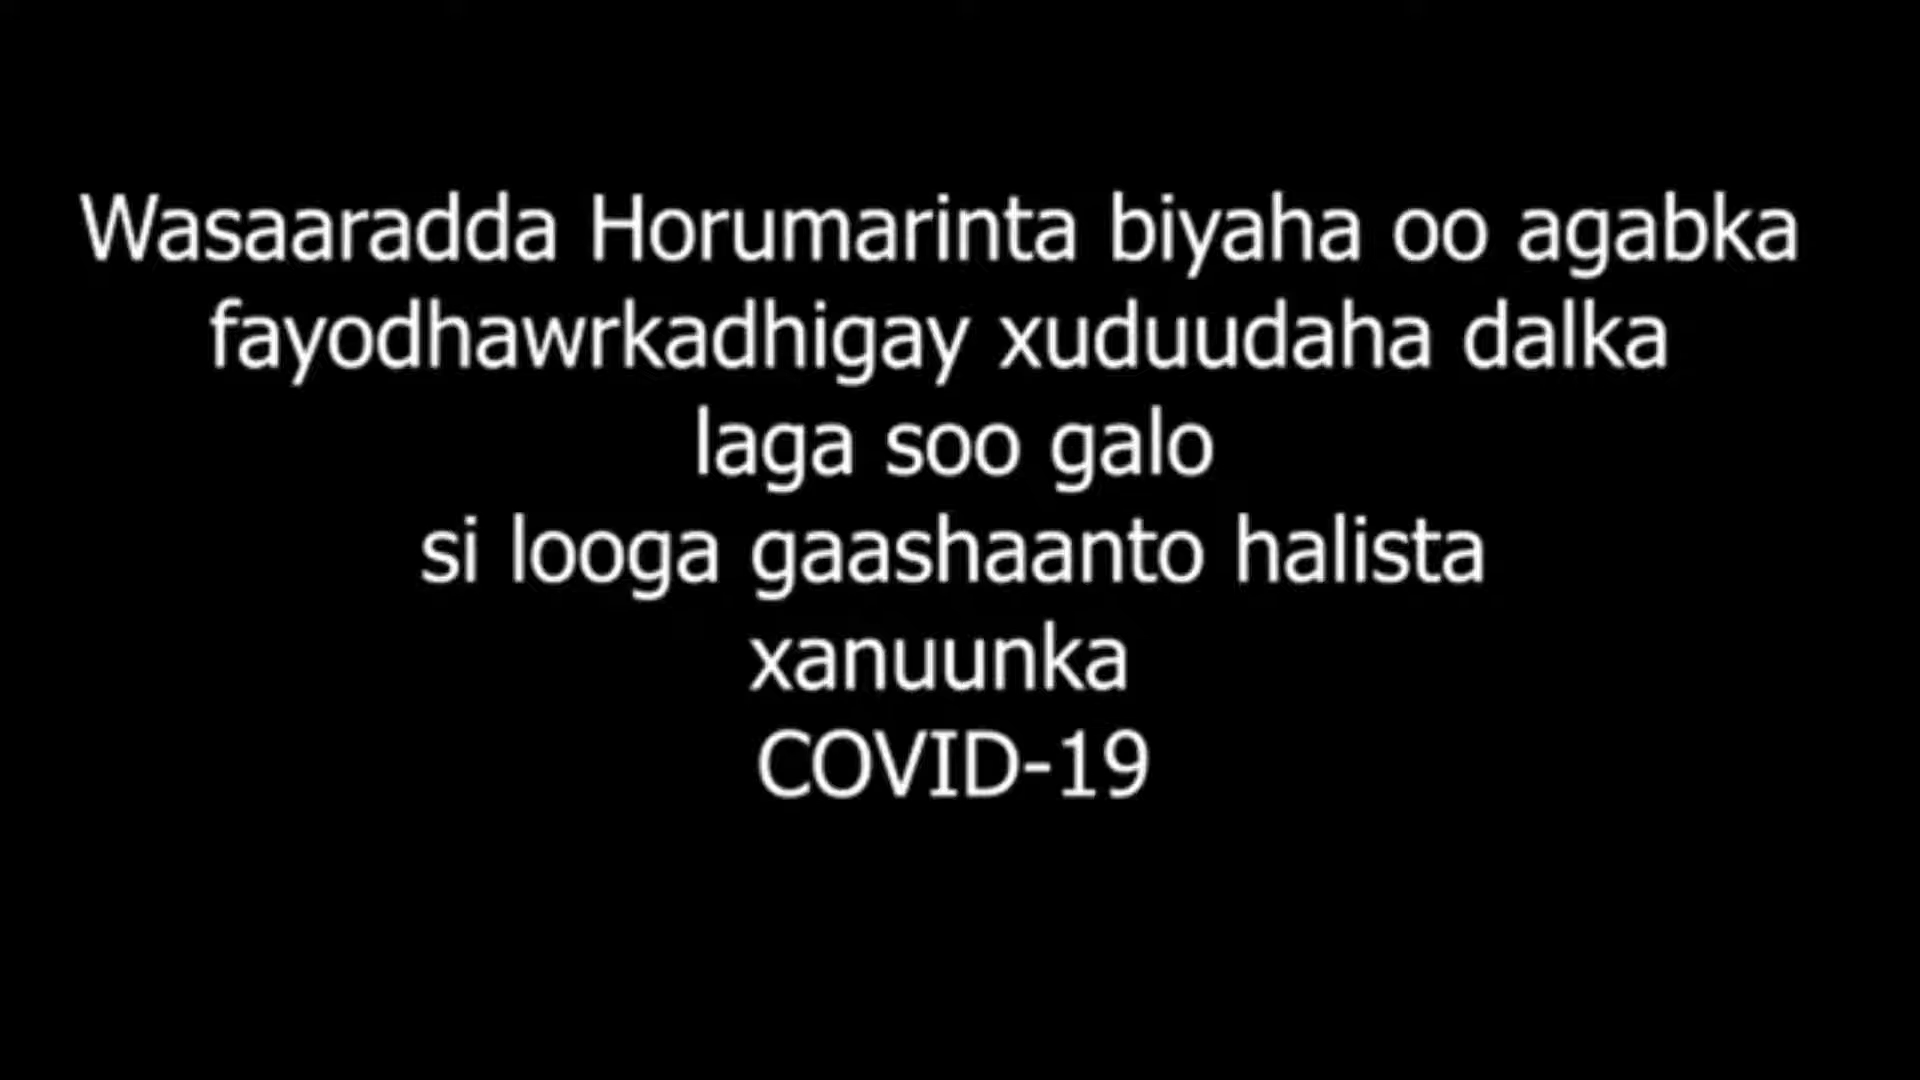 Wasaaradda Horumarinta biyaha oo agabka
fayodhawrkadhigay xuduudaha dalka
laga soo galo
si looga gaashaanto halista
xanuunka
COVID-19